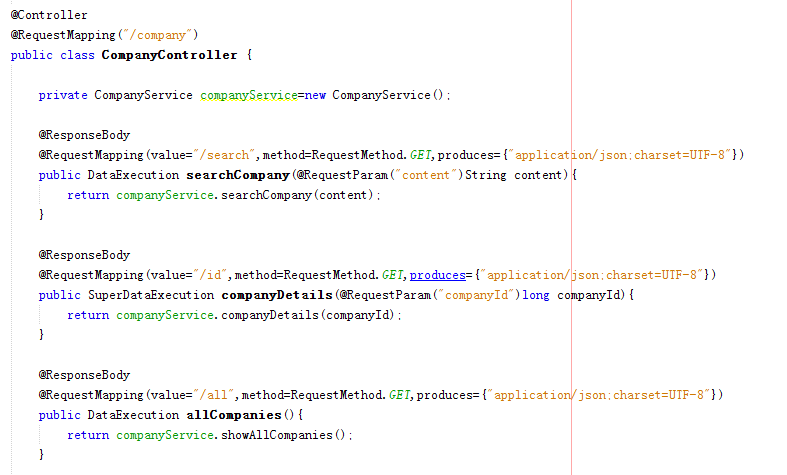 @Controller
@RequestMapping("/company")
public class CompanyController {
private CompanyService companyService=new CompanyService();
@ResponseBody
@RequestMapping(value="/search",method=RequestMethod.GET,produces={"application/json;charset=UTF-8"})
public DataExecution searchCompany(@RequestParam("content")String content){
return companyService.searchCompany(content);
}
@ResponseBody
@RequestMapping(value="/id",method=RequestMethod.GET,produces={"application/json;charset=UTF-8"})
public SuperDataExecution companyDetails(@RequestParam("companyId")long companyId){
return companyService.companyDetails(companyId);
}
@ResponseBody
@RequestMapping(value="/all",method=RequestMethod.GET,produces={"application/json;charset=UTF-8"})
public DataExecution allCompanies(){
return companyService.showAllCompanies();
}